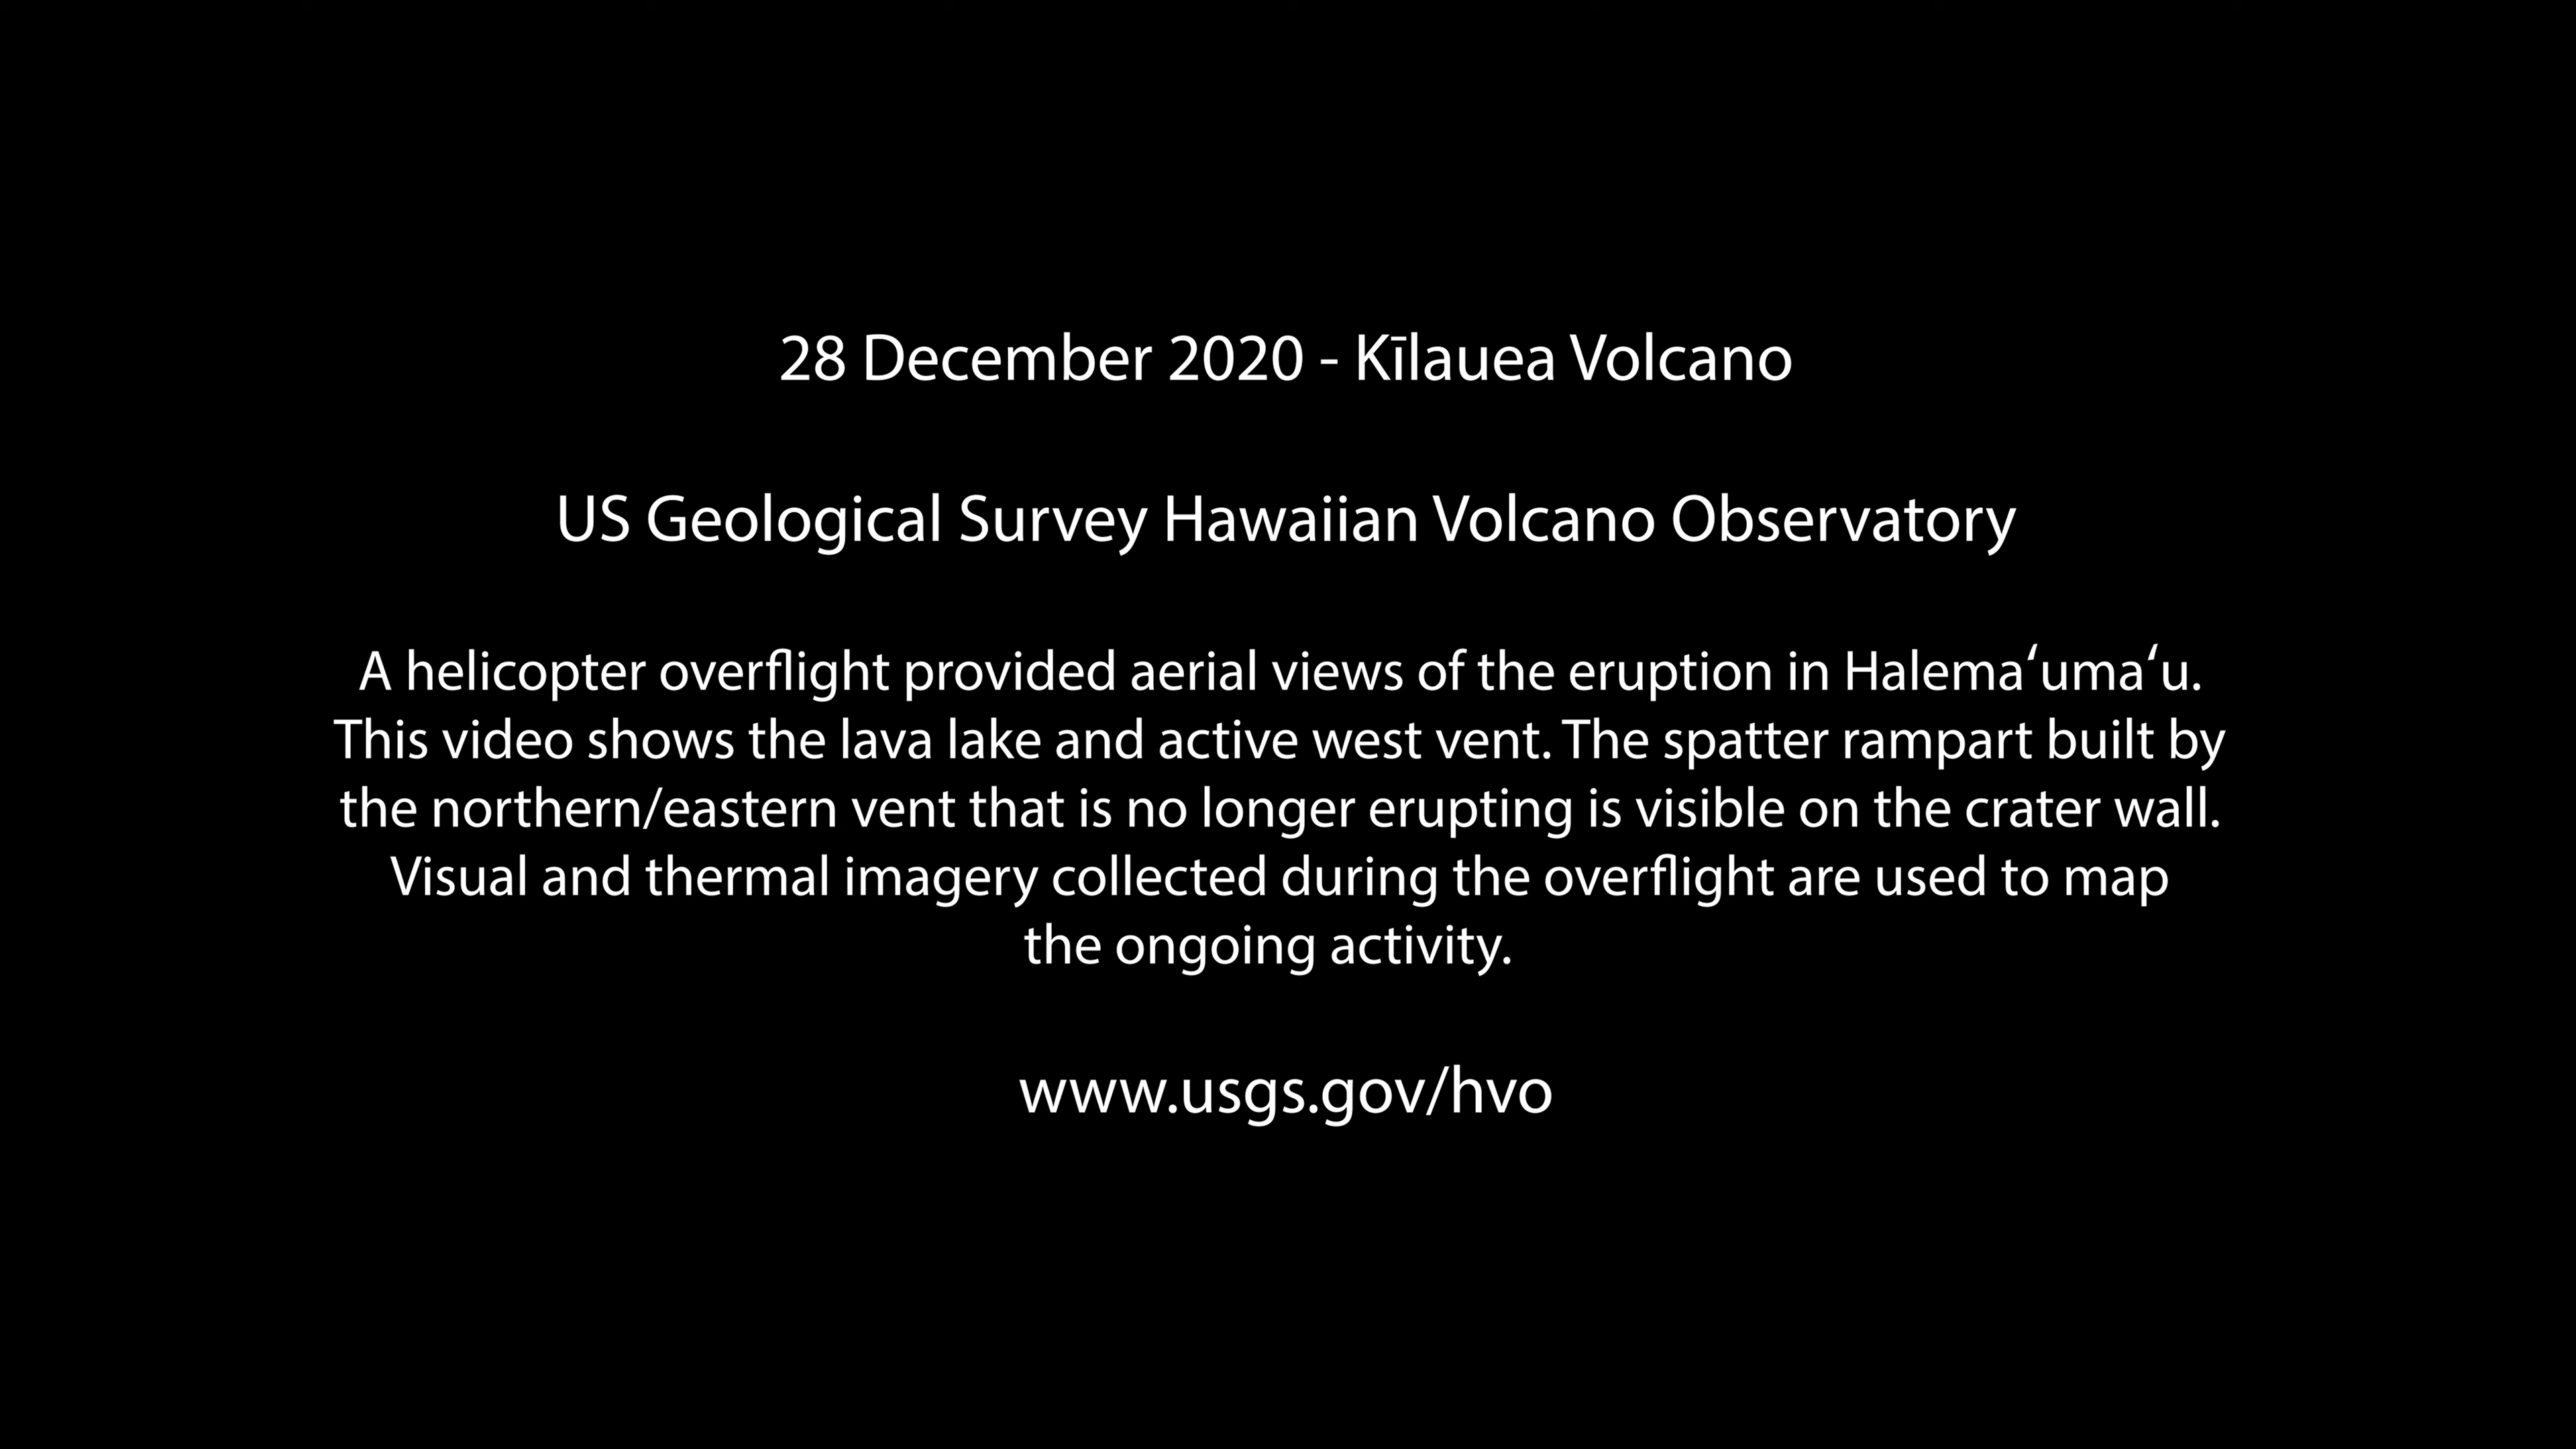 28 December 2020 - Kīlauea Volcano
US Geological Survey Hawaiian Volcano Observatory
A helicopter overflight provided aerial views of the eruption in Halemaʻumaʻu.
This video shows the lava lake and active west vent. The spatter rampart built by
the northern/eastern vent that is no longer erupting is visible on the crater wall.
Visual and thermal imagery collected during the overflight are used to map
the ongoing activity.
www.usgs.gov/hvo